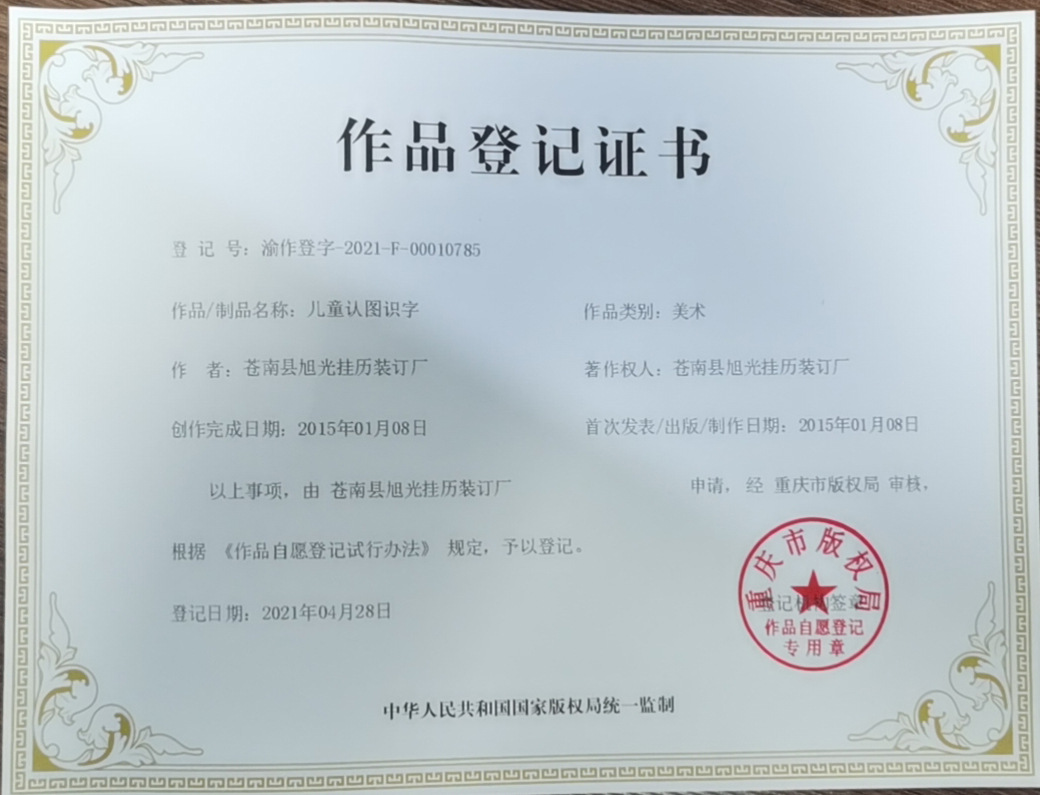 作品登记证书
登 记 号：渝作登字-2021-F-00010785
作品/制品名称：儿童认图识字 作品类别：美术
作 者：苍南县旭光挂历装订厂 著作权人：苍南县旭光挂历装订厂
创作完成日期：2015年01月08日 首次发表/出版/制作日期：2015年01月08日
以上事项，由 苍南县旭光挂历装订厂 申请，经 重庆市版权局 审核，
根据 《作品自愿登记试行办法》 规定，予以登记。
登记日期：2021年04月28日
登记机构签章
重庆市版权局
作品自愿登记
专用章
中华人民共和国国家版权局统一监制